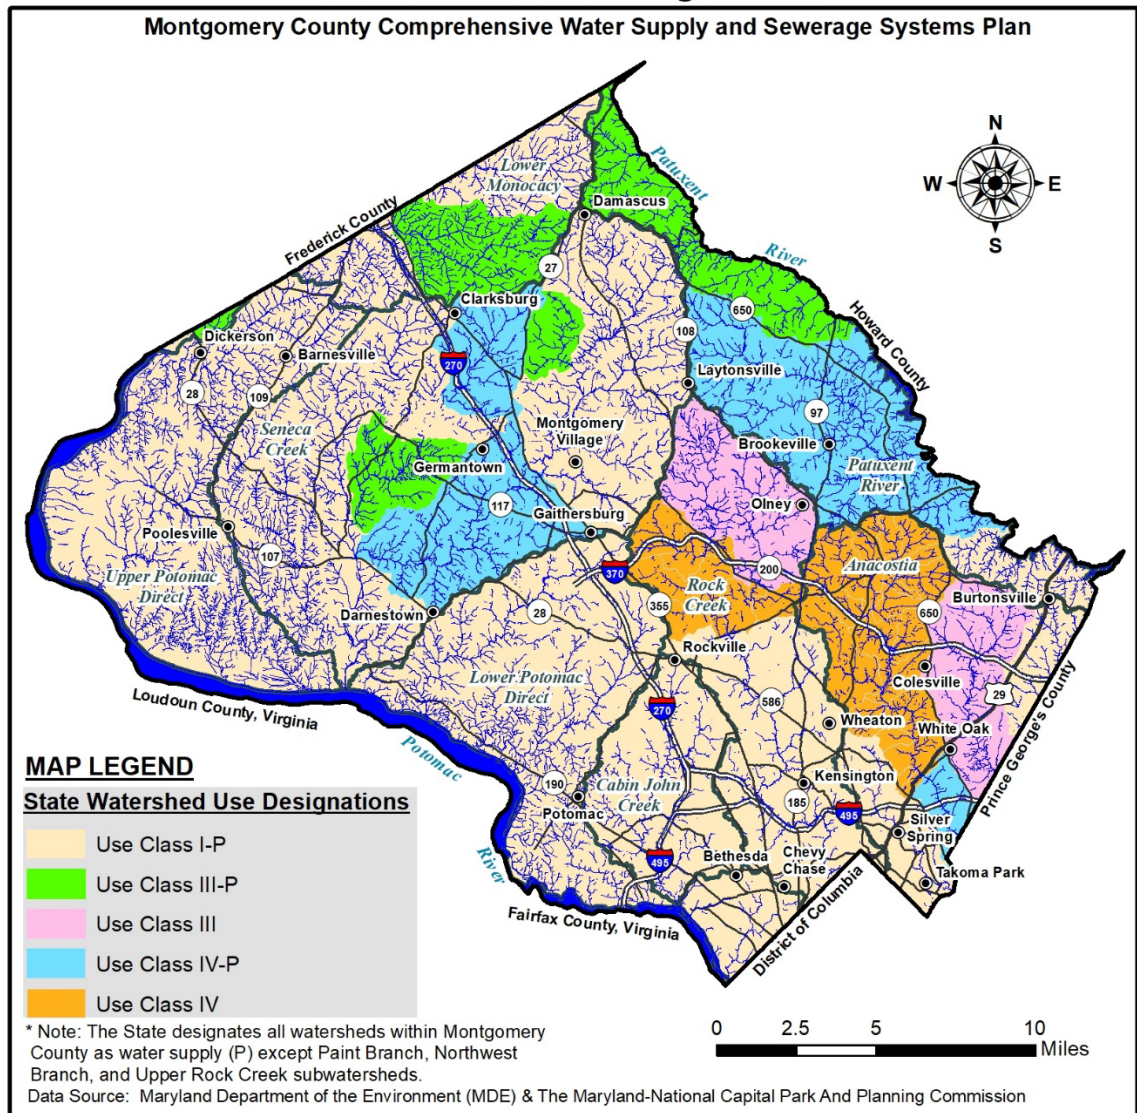 Montgomery County Comprehensive Water Supply and Sewerage Systems Plan
N
W
E
S
Lower
Monocacy
Patuxent
River
Damascus
Frederick County
27
Clarksburg
650
Howard County
Dickerson
Barnesville
270
108
Laytonsville
28
109
97
Seneca
Creek
Montgomery
Village
Brookeville
Germantown
Patuxent
River
117
Gaithersburg
Olney
Poolesville
107
Upper Potomac
Direct
370
200
Anacostia
Rock
Creek
650
Burtonsville
Darnestown
28
355
Rockville
Colesville
Lower Potomac
Direct
29
Loudoun County, Virginia
270
586
Wheaton
White Oak
Prince George's County
Potomac
River
190
Potomac
Cabin John
Creek
Kensington
185
495
Silver
Spring
495
Bethesda
Chevy
Chase
Takoma Park
Fairfax County, Virginia
District of Columbia
MAP LEGEND
State Watershed Use Designations
Use Class I-P
Use Class III-P
Use Class III
Use Class IV-P
Use Class IV
0 2.5 5 10
Miles
* Note: The State designates all watersheds within Montgomery
County as water supply (P) except Paint Branch, Northwest
Branch, and Upper Rock Creek subwatersheds.
Data Source: Maryland Department of the Environment (MDE) & The Maryland-National Capital Park And Planning Commission